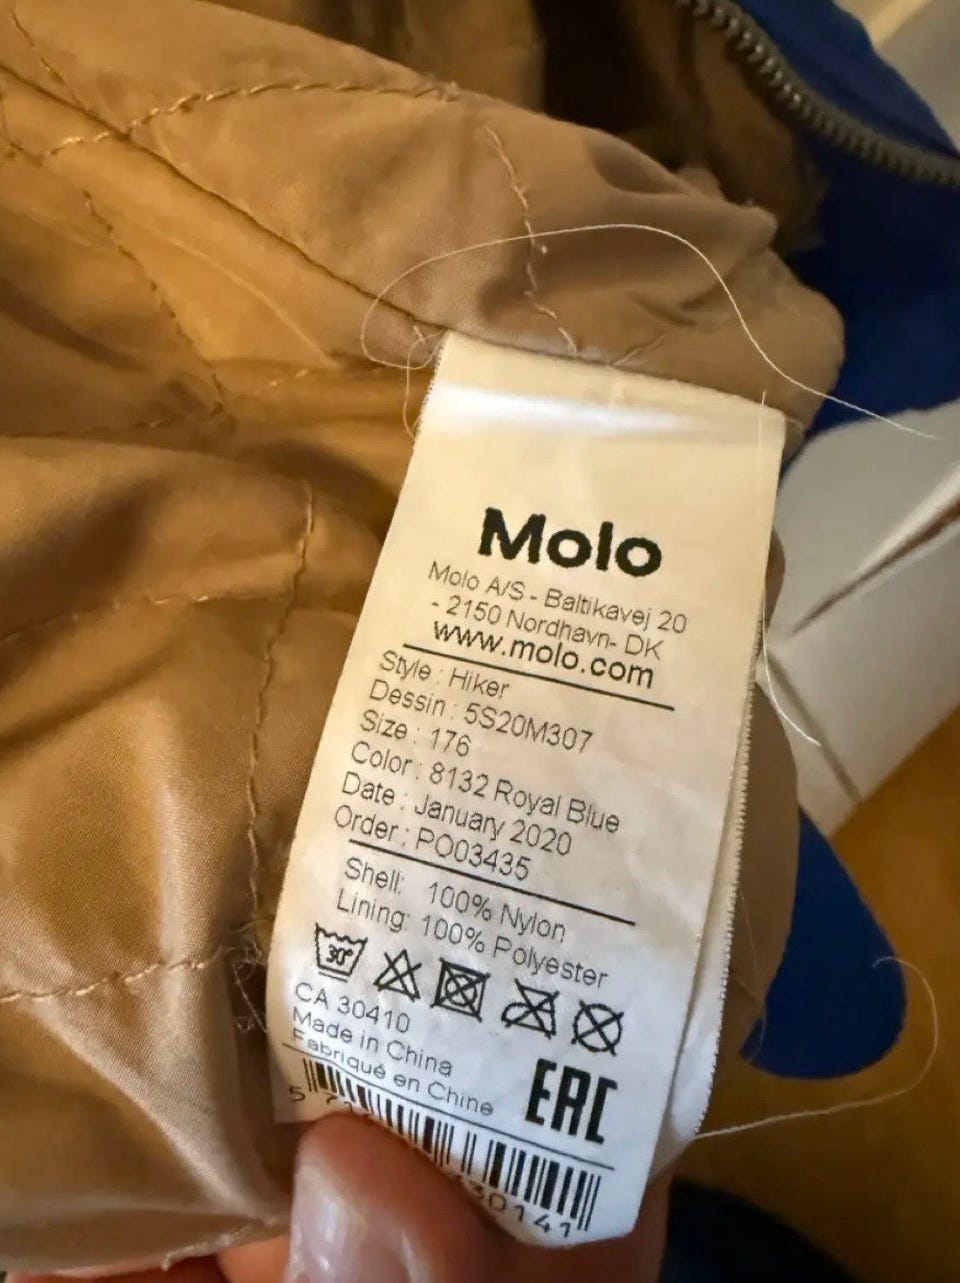 Molo
Molo A/S - Baltikavej 20
- 2150 Nordhavn- DK
www.molo.com
Style : Hiker
Dessin : 5S20M307
Size : 176
Color : 8132 Royal Blue
Date : January 2020
Order : PO03435
Shell: 100% Nylon
Lining: 100% Polyester
30°
CA 30410
Made in China
Fabriqué en Chine
EAC